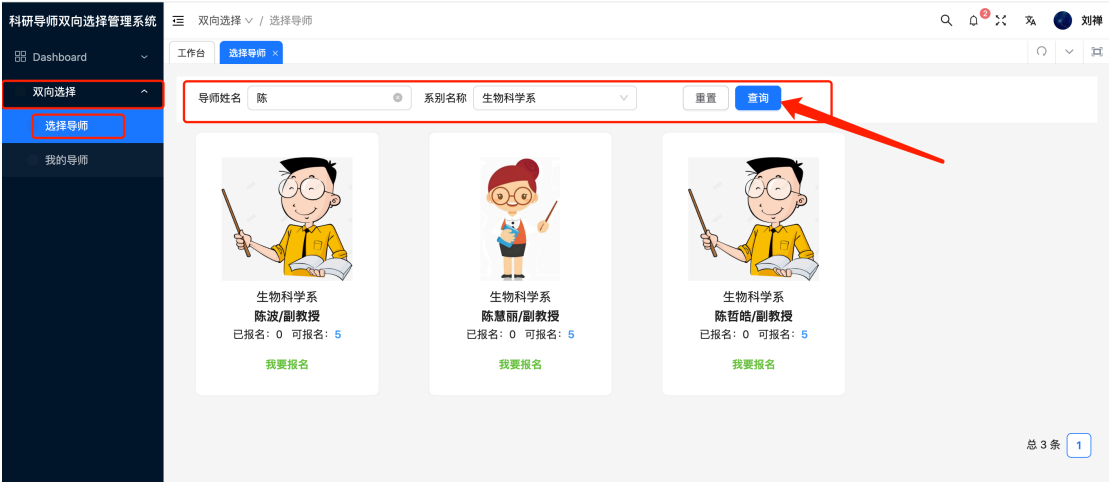 科研导师双向选择管理系统
双向选择 / 选择导师
2
刘禅
Dashboard
双向选择
选择导师
我的导师
工作台
选择导师 ×
导师姓名 陈
系别名称 生物科学系
重置
查询
生物科学系
陈波/副教授
已报名: 0 可报名: 5
我要报名
生物科学系
陈慧丽/副教授
已报名: 0 可报名: 5
我要报名
生物科学系
陈哲皓/副教授
已报名: 0 可报名: 5
我要报名
总 3 条 1